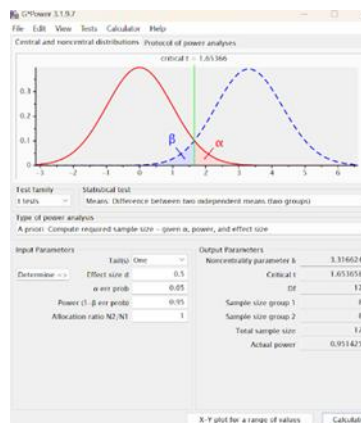 G*Power 3.1.9.7
File Edit View Tests Calculator Help
Central and noncentral distributions Protocol of power analyses
critical t = 1.65366
0.3
0.2
0.1
0
β
α
-3 -2 -1 0 1 2 3 4 5 6
Test family
Statistical test
t tests
Means: Difference between two independent means (two groups)
Type of power analysis
A priori: Compute required sample size – given α, power, and effect size
Input Parameters
Output Parameters
Tail(s) One
Noncentrality parameter δ 3.316624
Determine =>
Effect size d 0.5
Critical t
α err prob 0.05
Df
Power (1-β err prob) 0.95
Sample size group 1
Allocation ratio N2/N1 1
Sample size group 2
Total sample size
Actual power 0.951425
X-Y plot for a range of values